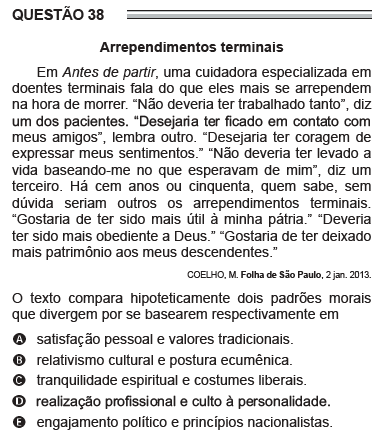 QUESTÃO 38
Arrependimentos terminais
Em Antes de partir, uma cuidadora especializada em
doentes terminais fala do que eles mais se arrependem
na hora de morrer. “Não deveria ter trabalhado tanto”, diz
um dos pacientes. “Desejaria ter ficado em contato com
meus amigos”, lembra outro. “Desejaria ter coragem de
expressar meus sentimentos.” “Não deveria ter levado a
vida baseando-me no que esperavam de mim”, diz um
terceiro. Há cem anos ou cinquenta, quem sabe, sem
dúvida seriam outros os arrependimentos terminais.
“Gostaria de ter sido mais útil à minha pátria.” “Deveria
ter sido mais obediente a Deus.” “Gostaria de ter deixado
mais patrimônio aos meus descendentes.”
COELHO, M. Folha de São Paulo, 2 jan. 2013.
O texto compara hipoteticamente dois padrões morais
que divergem por se basearem respectivamente em
A satisfação pessoal e valores tradicionais.
B relativismo cultural e postura ecumênica.
C tranquilidade espiritual e costumes liberais.
D realização profissional e culto à personalidade.
E engajamento político e princípios nacionalistas.